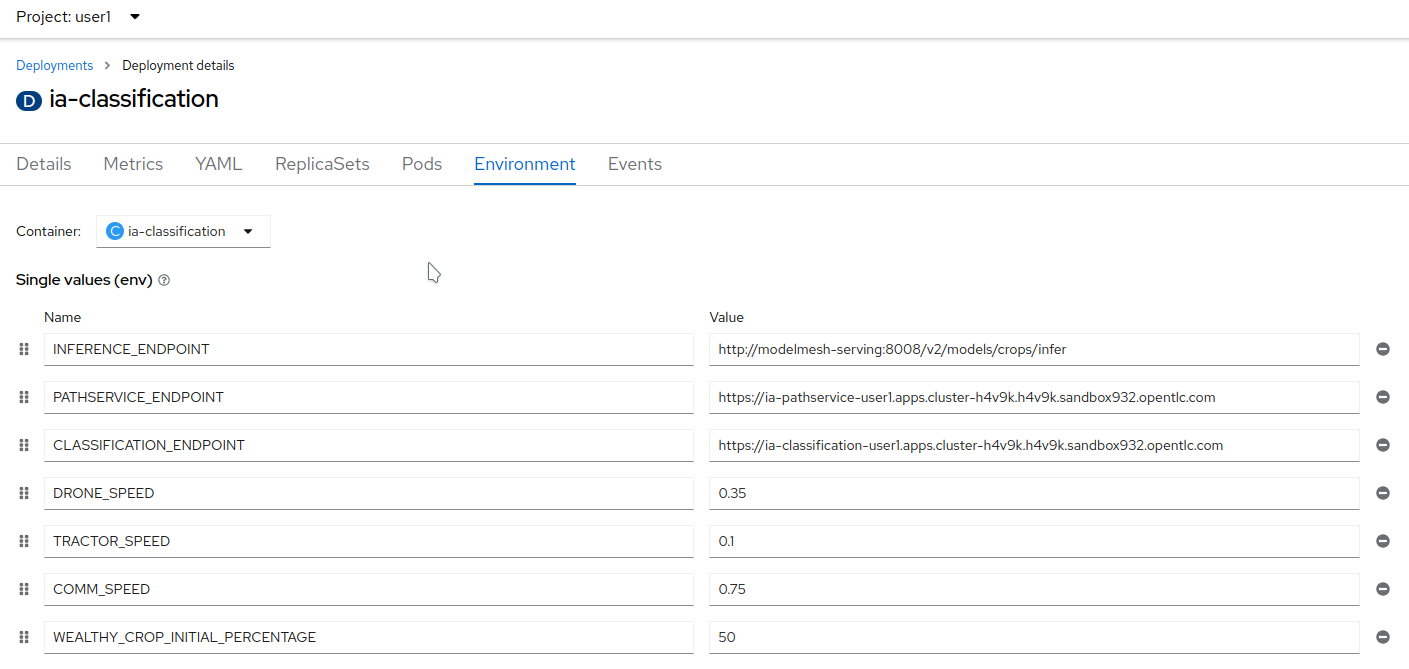 Project: user1
Deployments Deployment details
D ia-classification
Details Metrics YAML ReplicaSets Pods Environment Events
Container: C ia-classification
Single values (env)
Name Value
INFERENCE_ENDPOINT http://modelmesh-serving:8008/v2/models/crops/infer
PATHSERVICE_ENDPOINT https://ia-pathservice-user1.apps.cluster-h4v9k.h4v9k.sandbox932.opentlc.com
CLASSIFICATION_ENDPOINT https://ia-classification-user1.apps.cluster-h4v9k.h4v9k.sandbox932.opentlc.com
DRONE_SPEED 0.35
TRACTOR_SPEED 0.1
COMM_SPEED 0.75
WEALTHY_CROP_INITIAL_PERCENTAGE 50